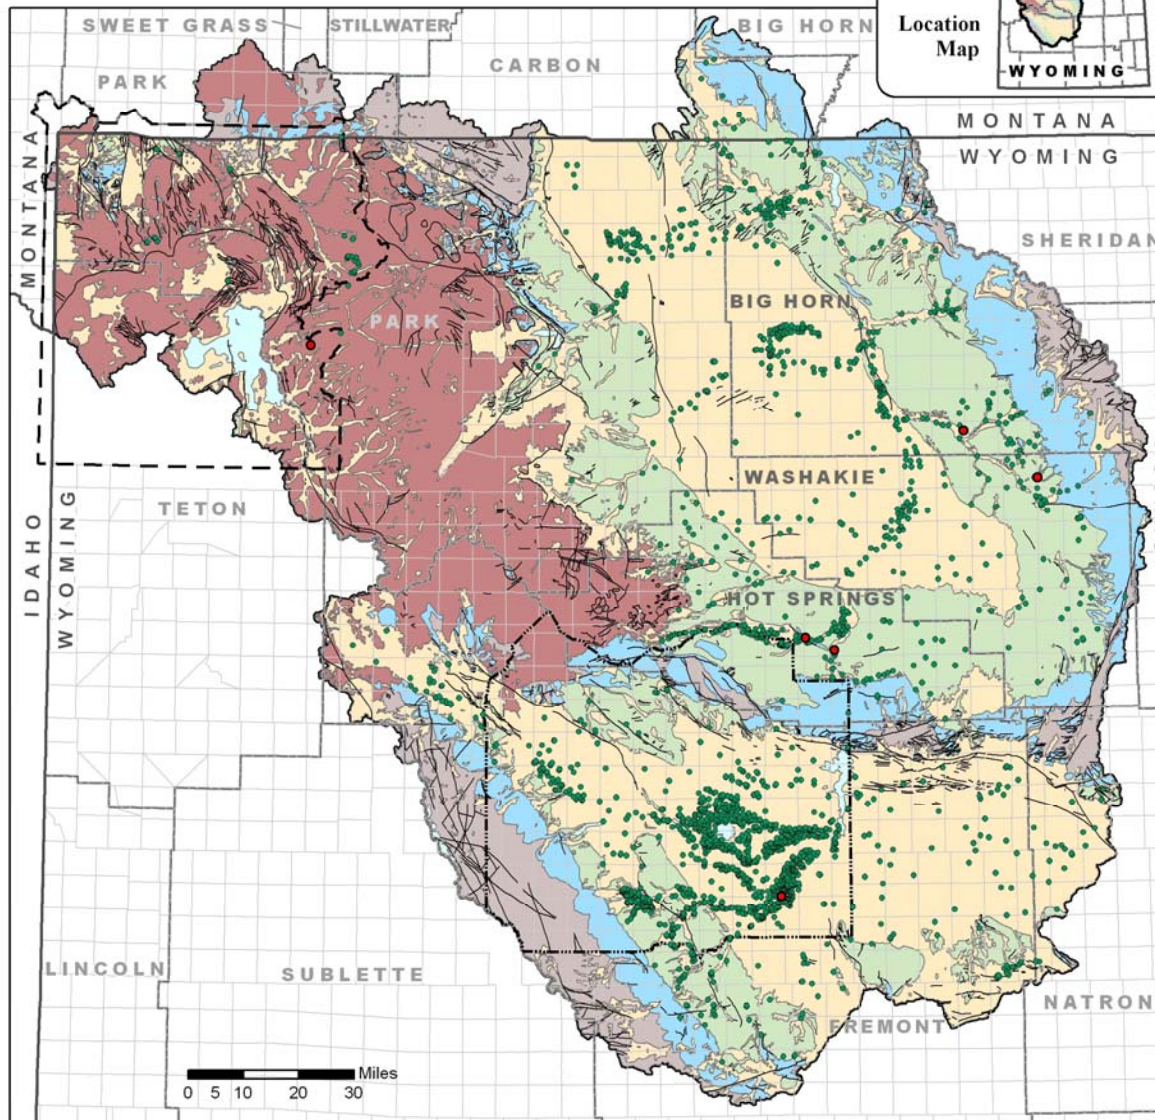 SWEET GRASS
STILLWATER
BIG HORN
Location
Map
WYOMING
PARK
CARBON
MONTANA
WYOMING
MONTANA
SHERIDAN
BIG HORN
PARK
WASHAKIE
TETON
IDAHO
WYOMING
HOT SPRINGS
LINCOLN
SUBLETTE
NATRON
FREMONT
Miles
0 5 10 20 30